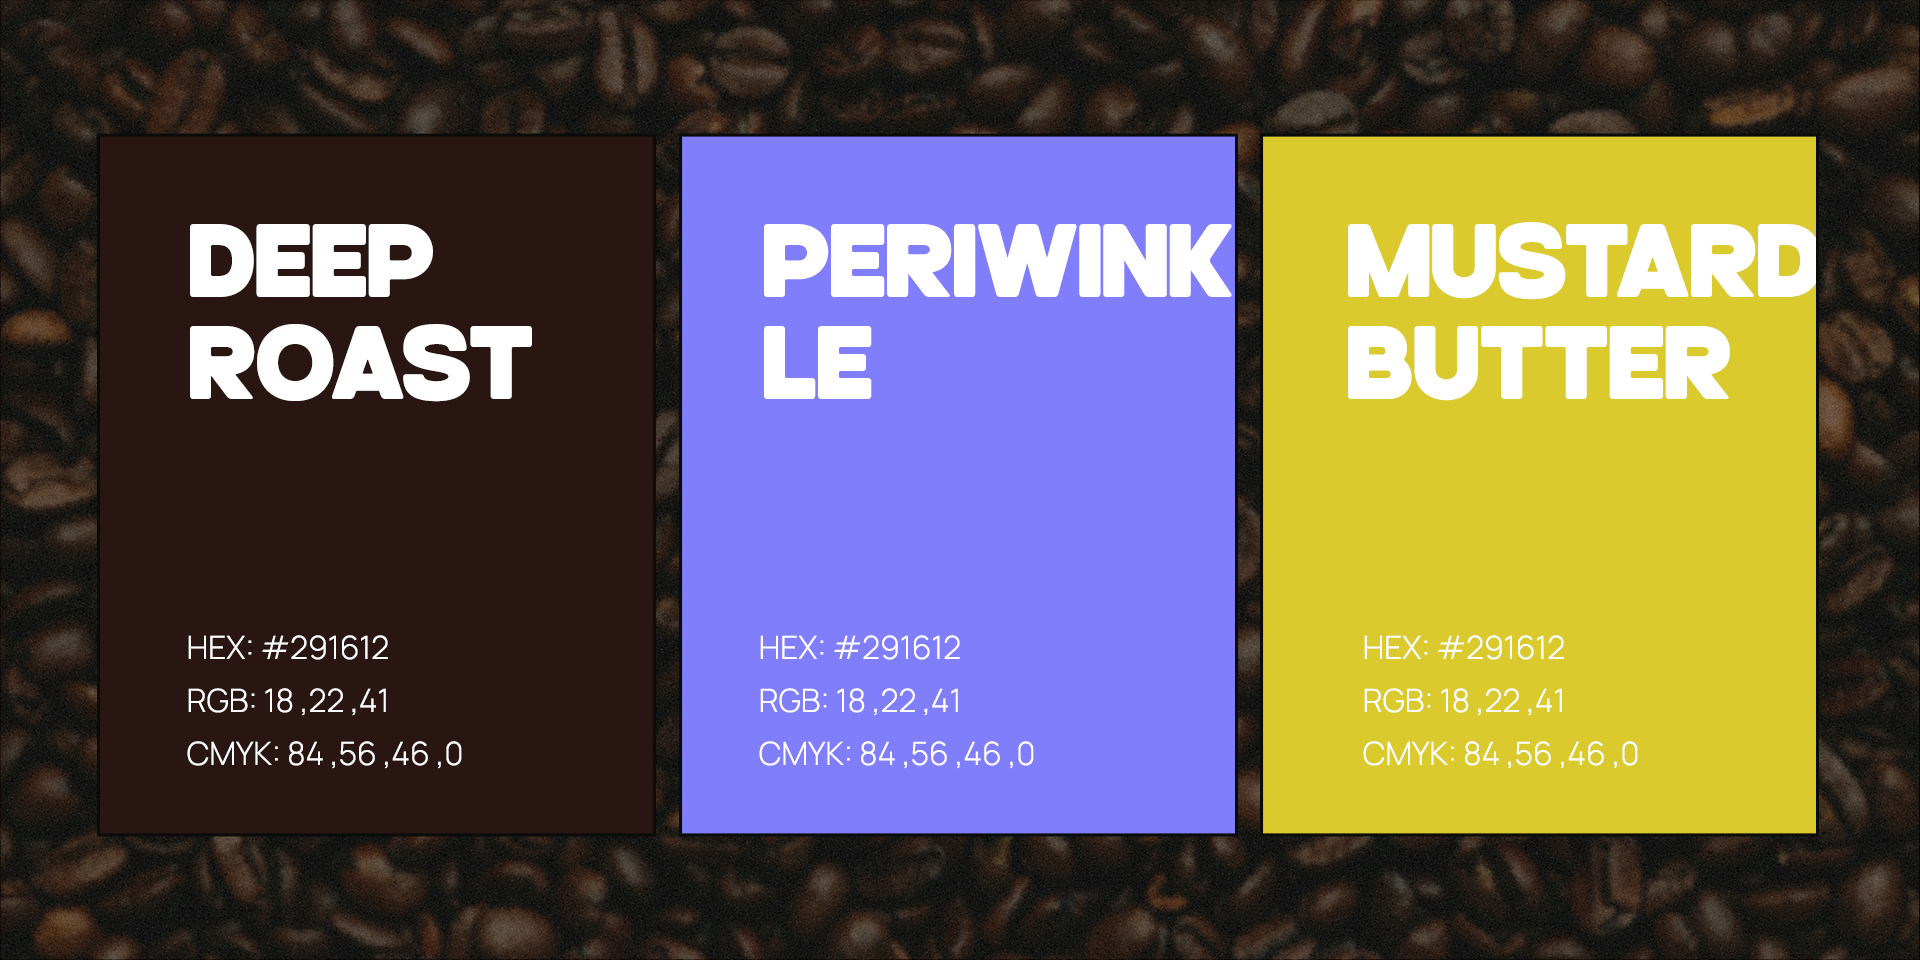 DEEP
ROAST
HEX: #291612
RGB: 18 ,22 ,41
CMYK: 84 ,56 ,46 ,0
PERIWINK
LE
HEX: #291612
RGB: 18 ,22 ,41
CMYK: 84 ,56 ,46 ,0
MUSTARD
BUTTER
HEX: #291612
RGB: 18 ,22 ,41
CMYK: 84 ,56 ,46 ,0